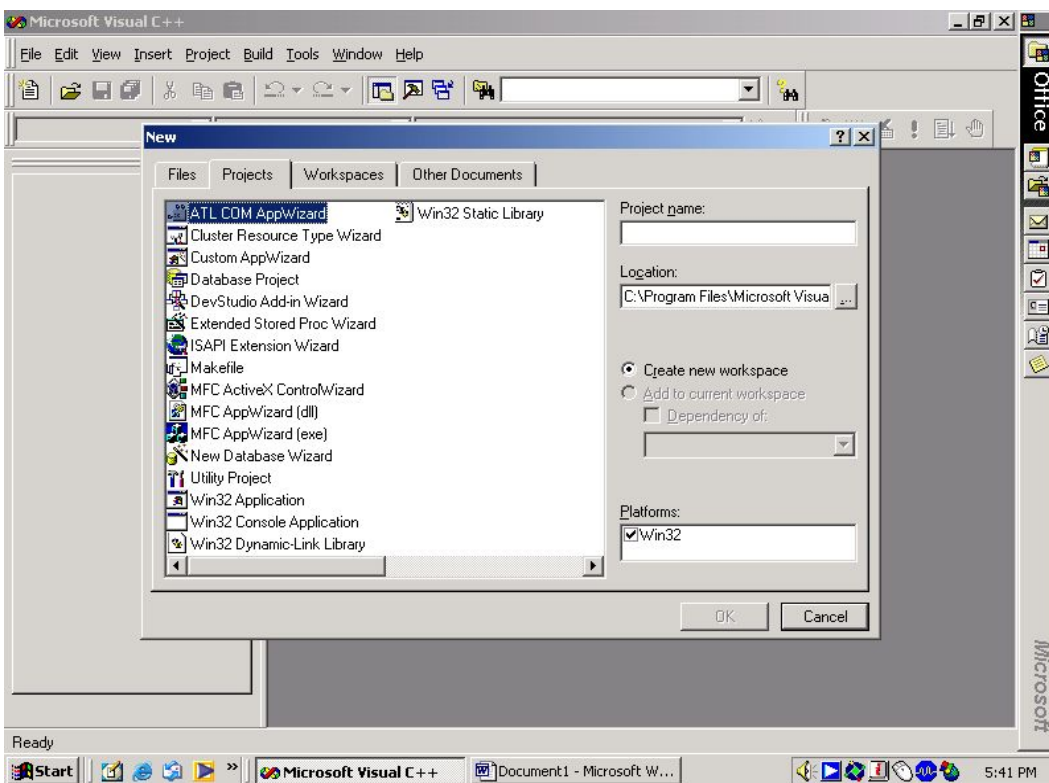 Microsoft Visual C++
File Edit View Insert Project Build Tools Window Help
Office
New
Files Projects Workspaces Other Documents
ATL COM AppWizard
Cluster Resource Type Wizard
Custom AppWizard
Database Project
DevStudio Add-in Wizard
Extended Stored Proc Wizard
ISAPI Extension Wizard
Makefile
MFC ActiveX ControlWizard
MFC AppWizard (dll)
MFC AppWizard (exe)
New Database Wizard
Utility Project
Win32 Application
Win32 Console Application
Win32 Dynamic-Link Library
Win32 Static Library
Project name:
Location:
C:\Program Files\Microsoft Visua ...
Create new workspace
Add to current workspace
Dependency of:
Platforms:
Win32
OK Cancel
Microsoft
Ready
Start » Microsoft Visual C++ Document1 - Microsoft W... 5:41 PM